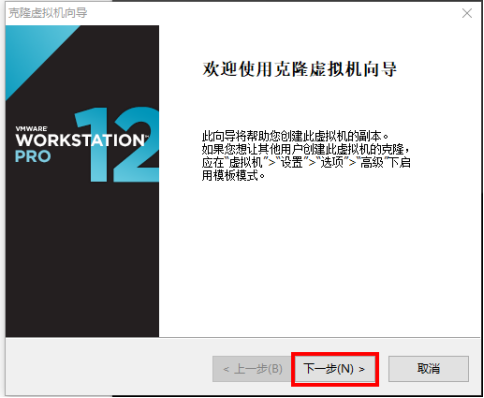 克隆虚拟机向导
VMWARE
WORKSTATION™
PRO
12
欢迎使用克隆虚拟机向导
此向导将帮助您创建此虚拟机的副本。
如果您想让其他用户创建此虚拟机的克隆，
应在“虚拟机”>“设置”>“选项”>“高级”下启
用模板模式。
< 上一步(B)
下一步(N) >
取消